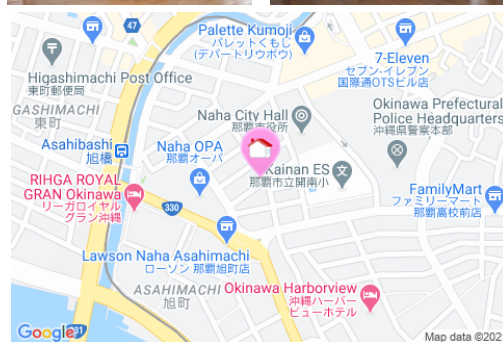 47
Palette Kumoji
パレットくもじ
(デパートリウボウ)
7-Eleven
セブン-イレブン
国際通OTSビル店
Higashimachi Post Office
東町郵便局
GASHIMACHI
東町
Naha City Hall
那覇市役所
Okinawa Prefectural
Police Headquarters
沖縄県警察本部
Asahibashi
旭橋
Naha OPA
那覇オーパ
Kainan ES
那覇市立開南小
RIHGA ROYAL
GRAN Okinawa
リーガロイヤル
グラン沖縄
330
FamilyMart
ファミリーマート
那覇高校前店
Lawson Naha Asahimachi
ローソン 那覇旭町店
ASAHIMACHI
旭町
Okinawa Harborview
沖縄ハーバー
ビューホテル
Google
31
Map data ©202